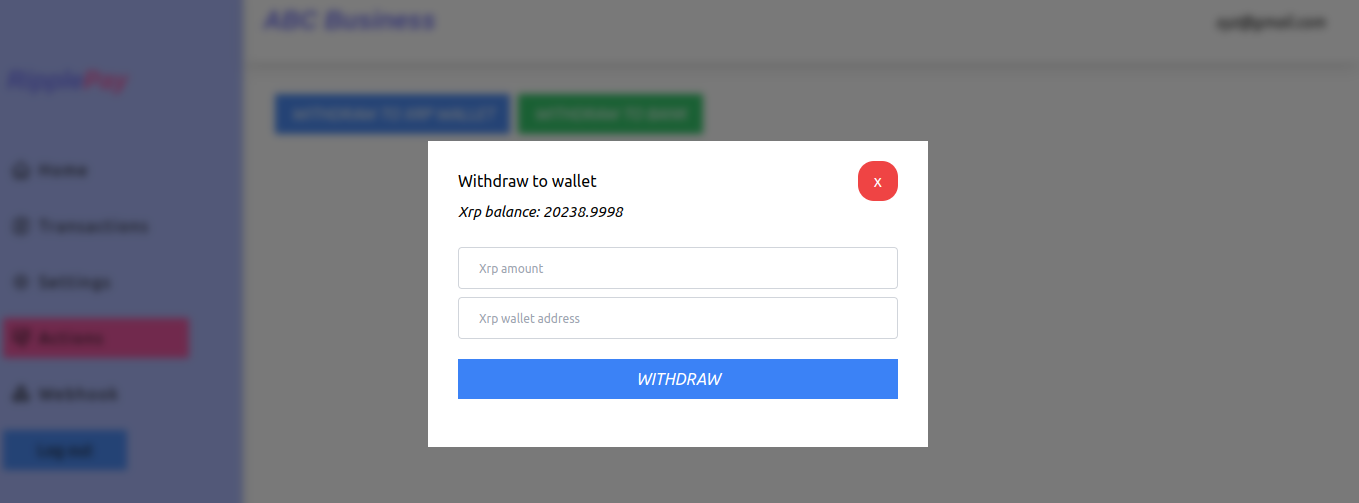 ABC Business
xyz@gmail.com
RipplePay
WITHDRAW TO XRP WALLET
WITHDRAW TO BANK
Withdraw to wallet
x
Xrp balance: 20238.9998
Home
Transactions
Settings
Actions
Webhook
Log out
Xrp amount
Xrp wallet address
WITHDRAW